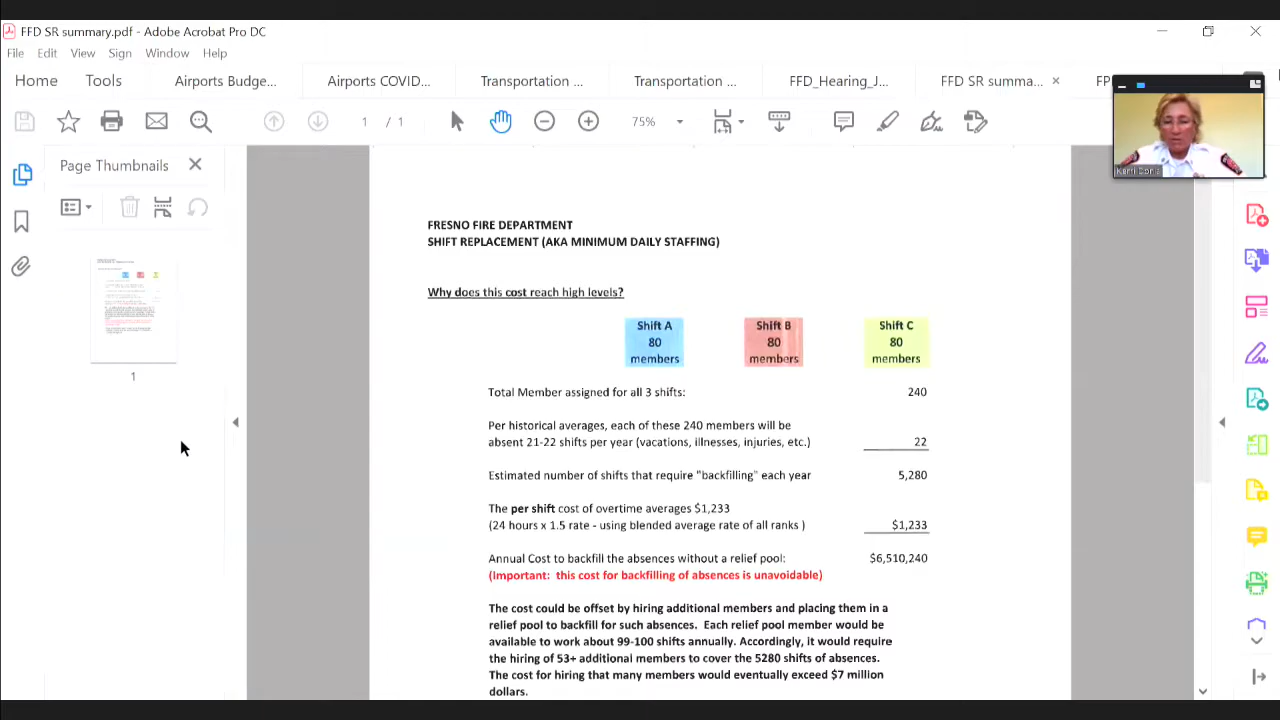 FFD SR summary.pdf - Adobe Acrobat Pro DC
File Edit View Sign Window Help
Home Tools Airports Budge... Airports COVID... Transportation ... Transportation ... FFD_Hearing_J... FFD SR summa... ×
1 / 1 75%
Page Thumbnails
1
FRESNO FIRE DEPARTMENT
SHIFT REPLACEMENT (AKA MINIMUM DAILY STAFFING)
Why does this cost reach high levels?
Shift A Shift B Shift C
80 80 80
members members members
Total Member assigned for all 3 shifts: 240
Per historical averages, each of these 240 members will be
absent 21-22 shifts per year (vacations, illnesses, injuries, etc.) 22
Estimated number of shifts that require "backfilling" each year 5,280
The per shift cost of overtime averages $1,233
(24 hours x 1.5 rate - using blended average rate of all ranks ) $1,233
Annual Cost to backfill the absences without a relief pool: $6,510,240
(Important: this cost for backfilling of absences is unavoidable)
The cost could be offset by hiring additional members and placing them in a
relief pool to backfill for such absences. Each relief pool member would be
available to work about 99-100 shifts annually. Accordingly, it would require
the hiring of 53+ additional members to cover the 5280 shifts of absences.
The cost for hiring that many members would eventually exceed $7 million
dollars.